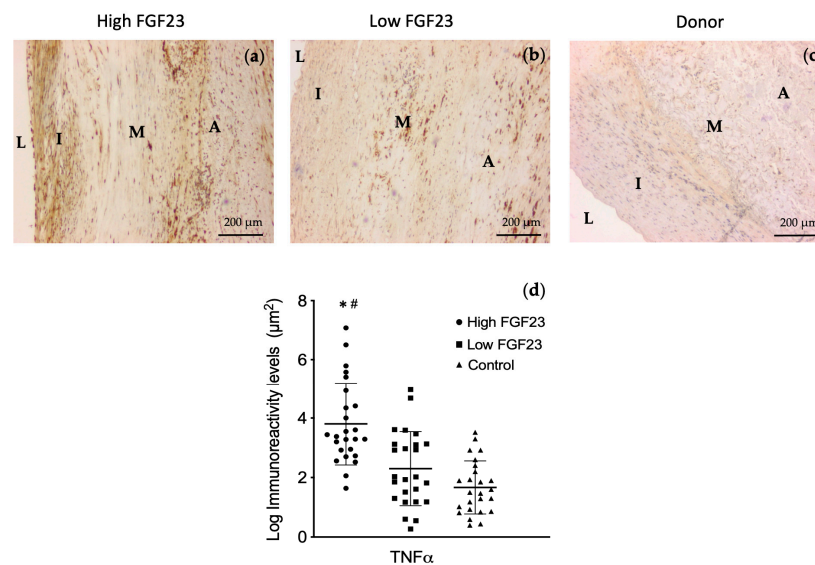 High FGF23 Low FGF23 Donor
(a) (b) (c
L I M A
L I M A
L I M A
200 µm 200 µm 200 µm
(d)
* #
High FGF23
Low FGF23
Control
Log Immunoreactivity levels (µm²)
8
6
4
2
0
TNFα